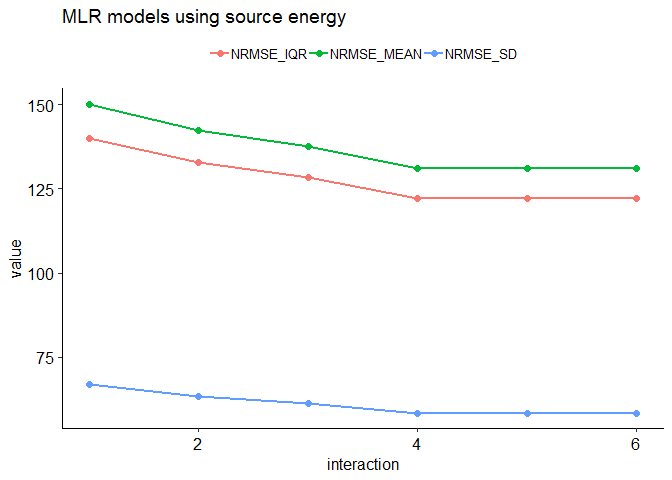 MLR models using source energy
NRMSE_IQR NRMSE_MEAN NRMSE_SD
150
125
100
75
value
2 4 6
interaction